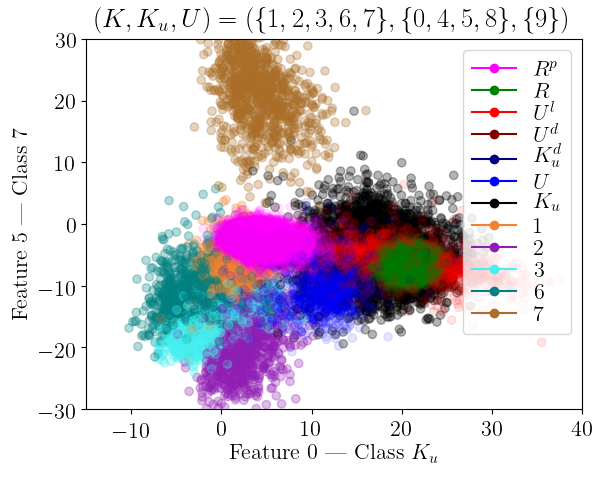 (K, K_u, U) = ({1, 2, 3, 6, 7}, {0, 4, 5, 8}, {9})
30
20
10
0
−10
−20
−30
Feature 5 — Class 7
R^p
R
U^l
U^d
K_u^d
U
K_u
1
2
3
6
7
−10
0
10
20
30
40
Feature 0 — Class K_u